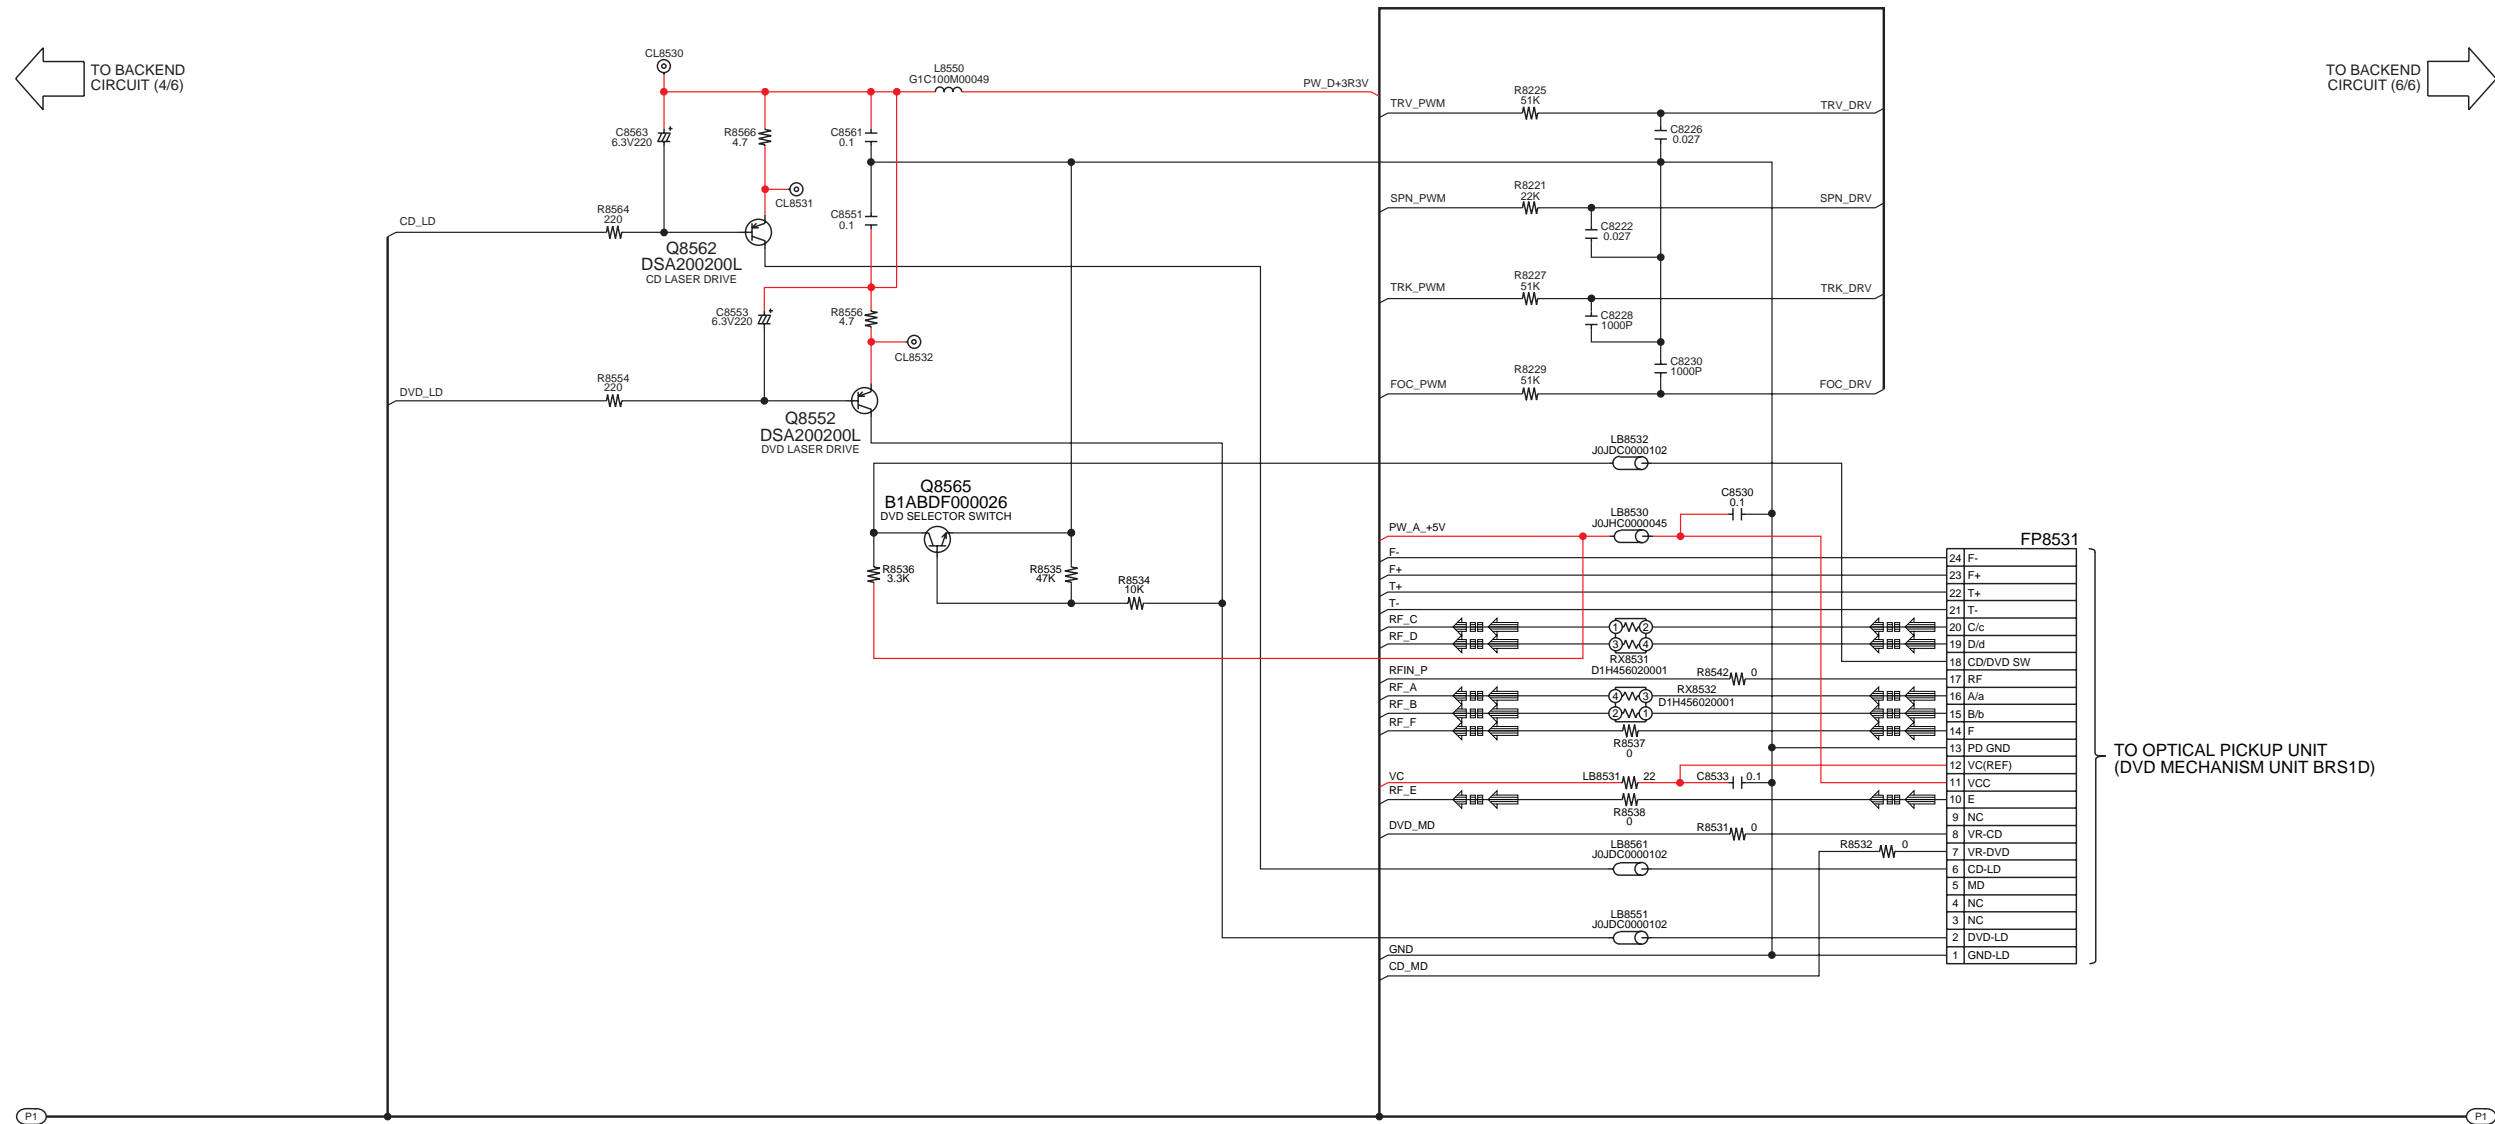 TO BACKEND
CIRCUIT (4/6)
TO BACKEND
CIRCUIT (6/6)
CL8530
L8550
G1C100M00049
PW_D+3R3V
C8563
6.3V220
R8566
4.7
C8561
0.1
CL8531
C8551
0.1
CD_LD
R8564
220
Q8562
DSA200200L
CD LASER DRIVE
C8553
6.3V220
R8556
4.7
CL8532
DVD_LD
R8554
220
Q8552
DSA200200L
DVD LASER DRIVE
Q8565
B1ABDF000026
DVD SELECTOR SWITCH
R8536
3.3K
R8535
47K
R8534
10K
TRV_PWM
R8225
51K
TRV_DRV
C8226
0.027
SPN_PWM
R8221
22K
SPN_DRV
C8222
0.027
TRK_PWM
R8227
51K
TRK_DRV
C8228
1000P
C8230
1000P
FOC_PWM
R8229
51K
FOC_DRV
LB8532
J0JDC0000102
C8530
0.1
PW_A_+5V
LB8530
J0JHC0000045
F-
F+
T+
T-
RF_C
RF_D
1 2
3 4
RX8531
D1H456020001
RFIN_P
R8542 0
RF_A
RF_B
RF_F
4 3
2 1
RX8532
D1H456020001
R8537
0
VC
LB8531 22
C8533 0.1
RF_E
R8538
0
DVD_MD
R8531 0
R8532 0
LB8561
J0JDC0000102
LB8551
J0JDC0000102
GND
CD_MD
FP8531
24 F-
23 F+
22 T+
21 T-
20 C/c
19 D/d
18 CD/DVD SW
17 RF
16 A/a
15 B/b
14 F
13 PD GND
12 VC(REF)
11 VCC
10 E
9 NC
8 VR-CD
7 VR-DVD
6 CD-LD
5 MD
4 NC
3 NC
2 DVD-LD
1 GND-LD
TO OPTICAL PICKUP UNIT
(DVD MECHANISM UNIT BRS1D)
P1
P1